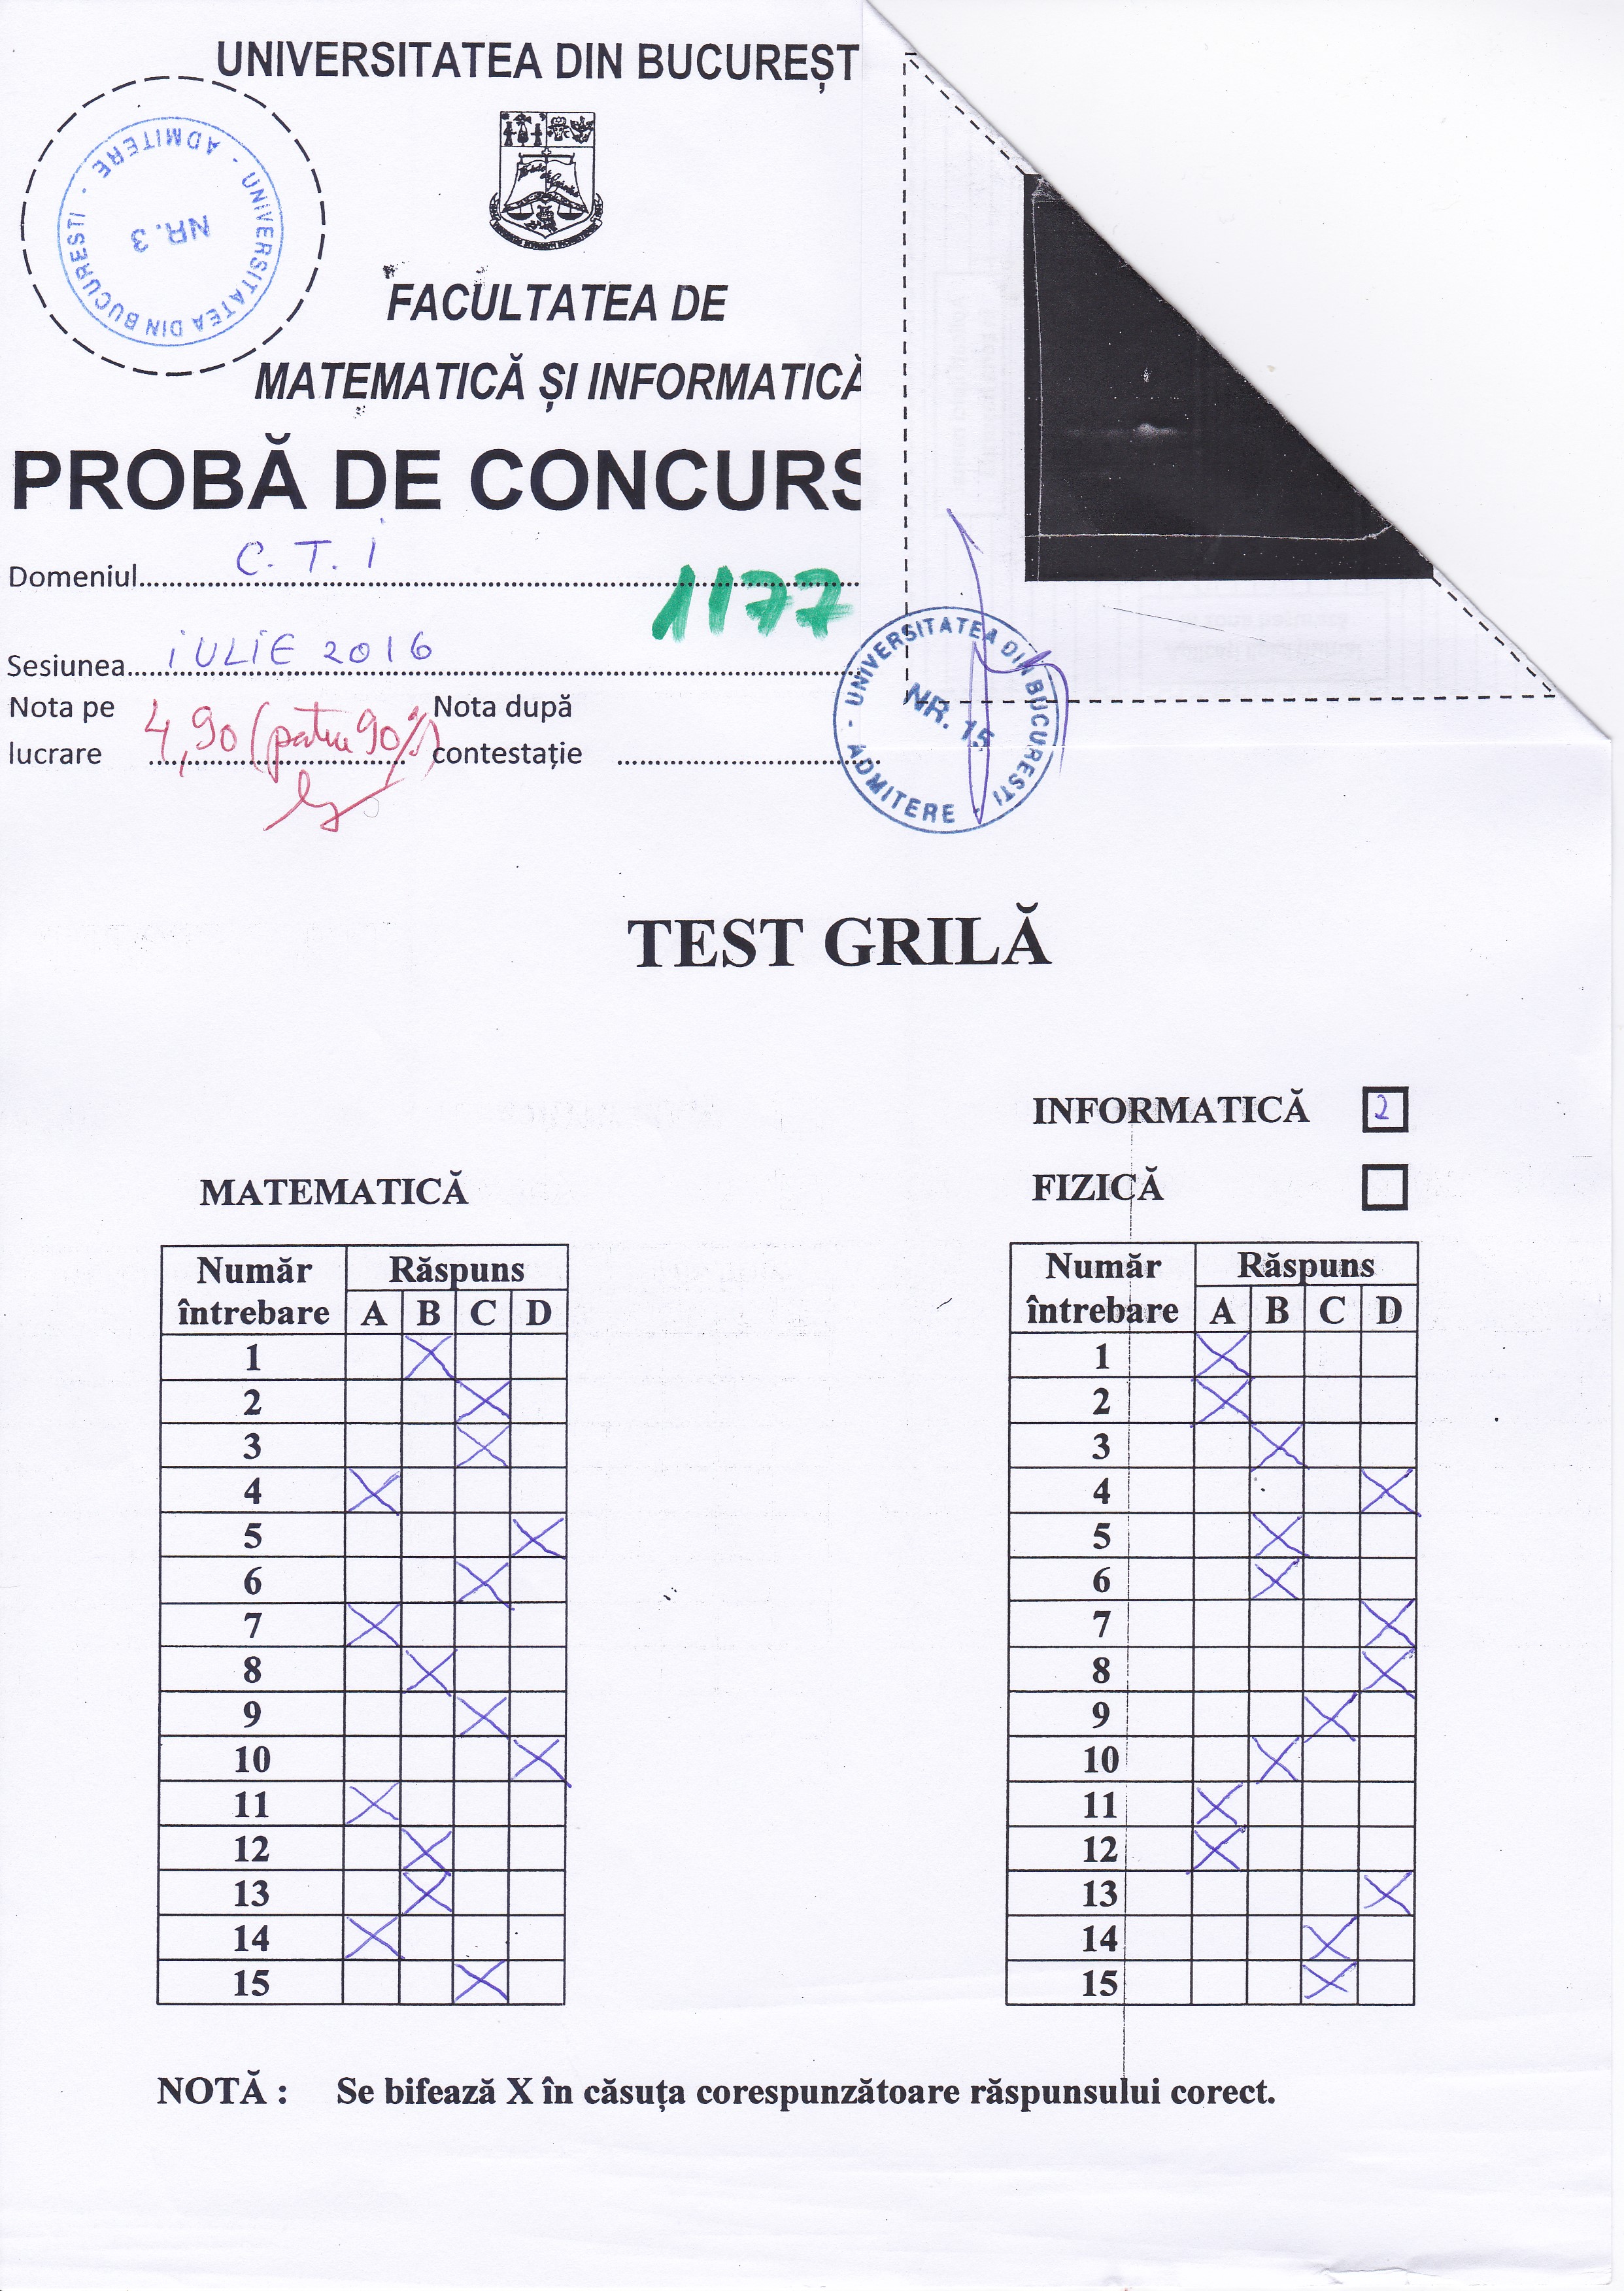 UNIVERSITATEA DIN BUCUREȘT
UNIVERSITATEA DIN BUCURESTI - ADMITERE -
NR. 3
FACULTATEA DE
MATEMATICĂ ȘI INFORMATICĂ
PROBĂ DE CONCURS
Domeniul C.T.I
1177
Sesiunea IULIE 2016
Nota pe lucrare 4,90 (patru 90%)
Nota după contestație
UNIVERSITATEA DIN BUCURESTI - ADMITERE -
NR. 15
TEST GRILĂ
INFORMATICĂ 2
FIZICĂ
MATEMATICĂ
Număr întrebare Răspuns
A B C D
1 X
2 X
3 X
4 X
5 X
6 X
7 X
8 X
9 X
10 X
11 X
12 X
13 X
14 X
15 X
Număr întrebare Răspuns
A B C D
1 X
2 X
3 X
4 X
5 X
6 X
7 X
8 X
9 X
10 X
11 X
12 X
13 X
14 X
15 X
NOTĂ : Se bifează X în căsuța corespunzătoare răspunsului corect.